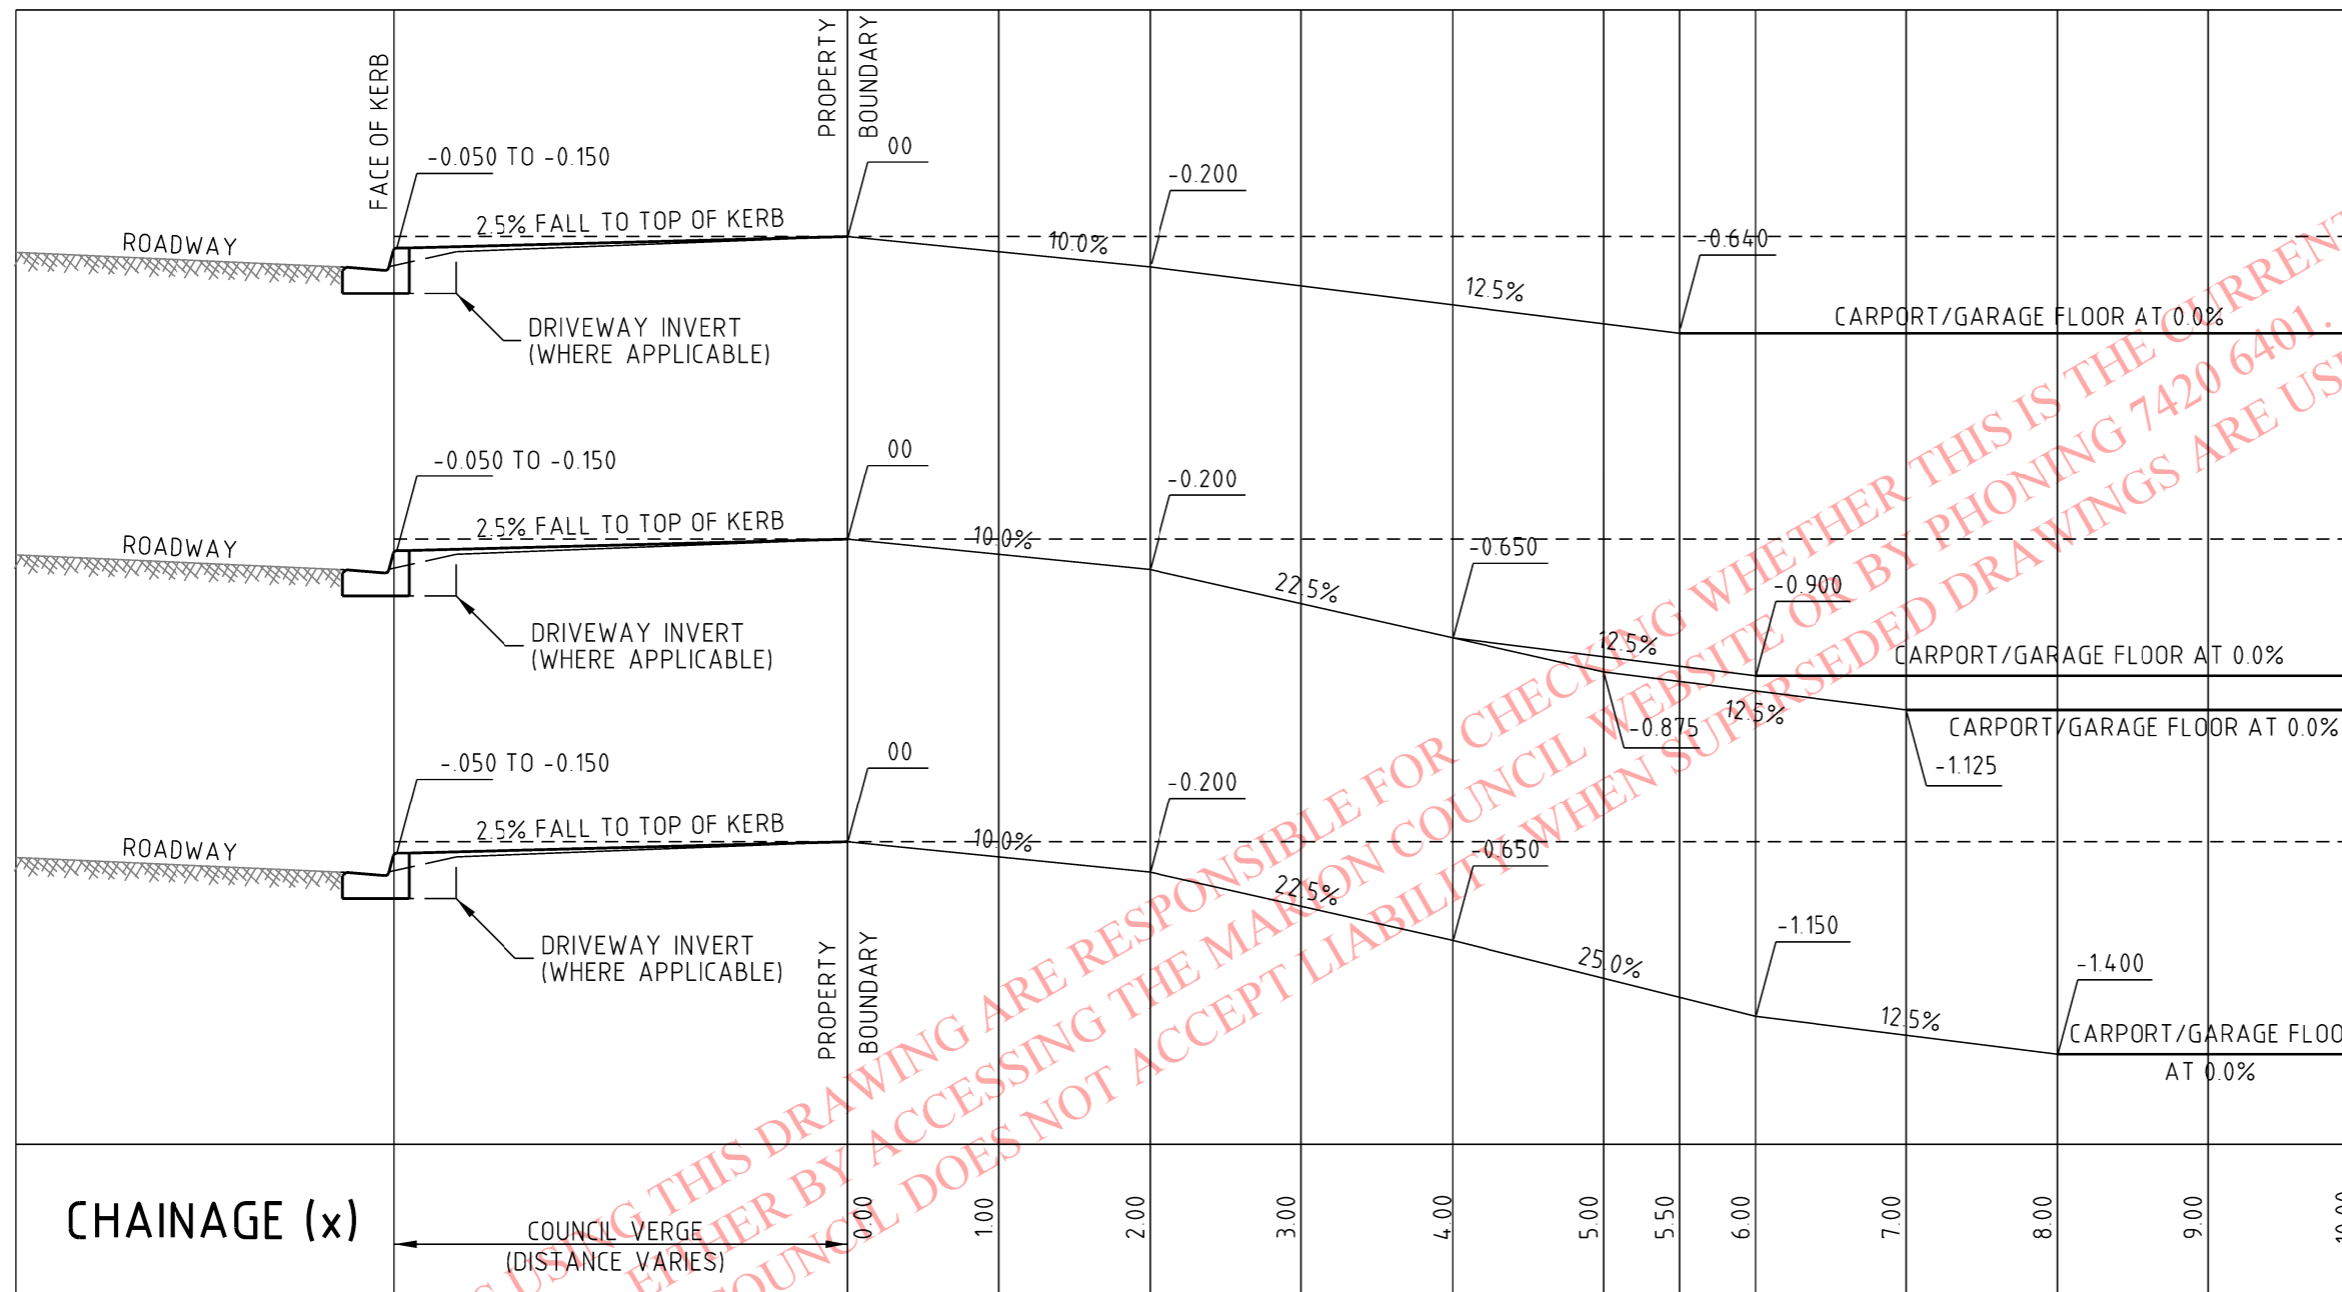 FACE OF KERB
PROPERTY
BOUNDARY
-0.050 TO -0.150
00
-0.200
2.5% FALL TO TOP OF KERB
ROADWAY
10.0%
-0.640
12.5%
CARPORT/GARAGE FLOOR AT 0.0%
DRIVEWAY INVERT
(WHERE APPLICABLE)
-0.050 TO -0.150
00
-0.200
2.5% FALL TO TOP OF KERB
ROADWAY
10.0%
-0.650
22.5%
-0.900
12.5%
CARPORT/GARAGE FLOOR AT 0.0%
DRIVEWAY INVERT
(WHERE APPLICABLE)
-0.875
12.5%
CARPORT/GARAGE FLOOR AT 0.0%
-1.125
-.050 TO -0.150
00
-0.200
2.5% FALL TO TOP OF KERB
ROADWAY
10.0%
-0.650
22.5%
-1.150
25.0%
-1.400
12.5%
CARPORT/GARAGE FLOO
AT 0.0%
DRIVEWAY INVERT
(WHERE APPLICABLE)
PROPERTY
BOUNDARY
CHAINAGE (x)
COUNCIL VERGE
(DISTANCE VARIES)
0.00
1.00
2.00
3.00
4.00
5.00
5.50
6.00
7.00
8.00
9.00
10.00
USING THIS DRAWING ARE RESPONSIBLE FOR CHECKING WHETHER THIS IS THE CURRENT
EITHER BY ACCESSING THE MARION COUNCIL WEBSITE OR BY PHONING 7420 6401.
COUNCIL DOES NOT ACCEPT LIABILITY WHEN SUPERSEDED DRAWINGS ARE USE